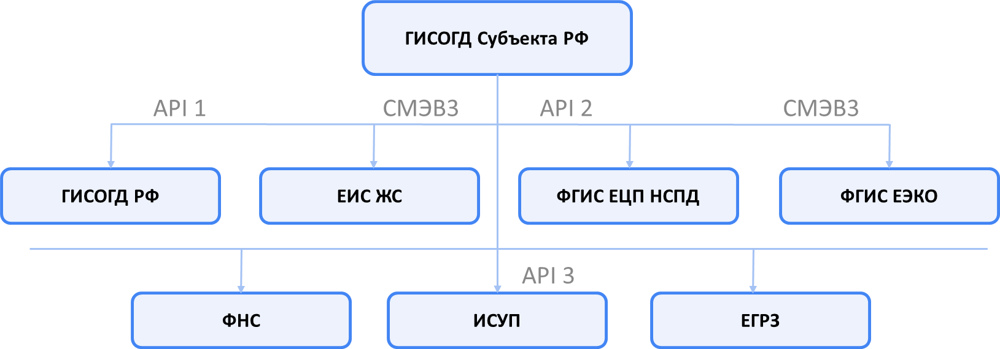 ГИСОГД Субъекта РФ
API 1
СМЭВ3
API 2
СМЭВ3
ГИСОГД РФ
ЕИС ЖС
ФГИС ЕЦП НСПД
ФГИС ЕЭКО
API 3
ФНС
ИСУП
ЕГРЗ